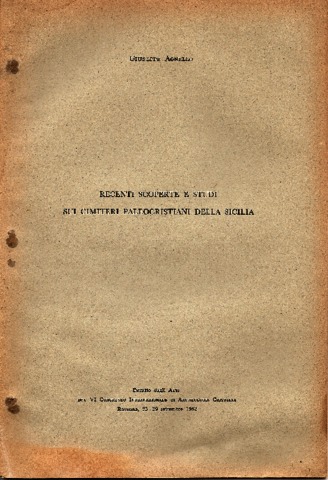 GIUSEPPE AGNELLO
RECENTI SCOPERTE E STUDI
SUI CIMITERI PALEOCRISTIANI DELLA SICILIA
Estratto dagli Atti
DEL VI CONGRESSO INTERNAZIONALE DI ARCHEOLOGIA CRISTIANA
RAVENNA, 23-29 settembre 1962